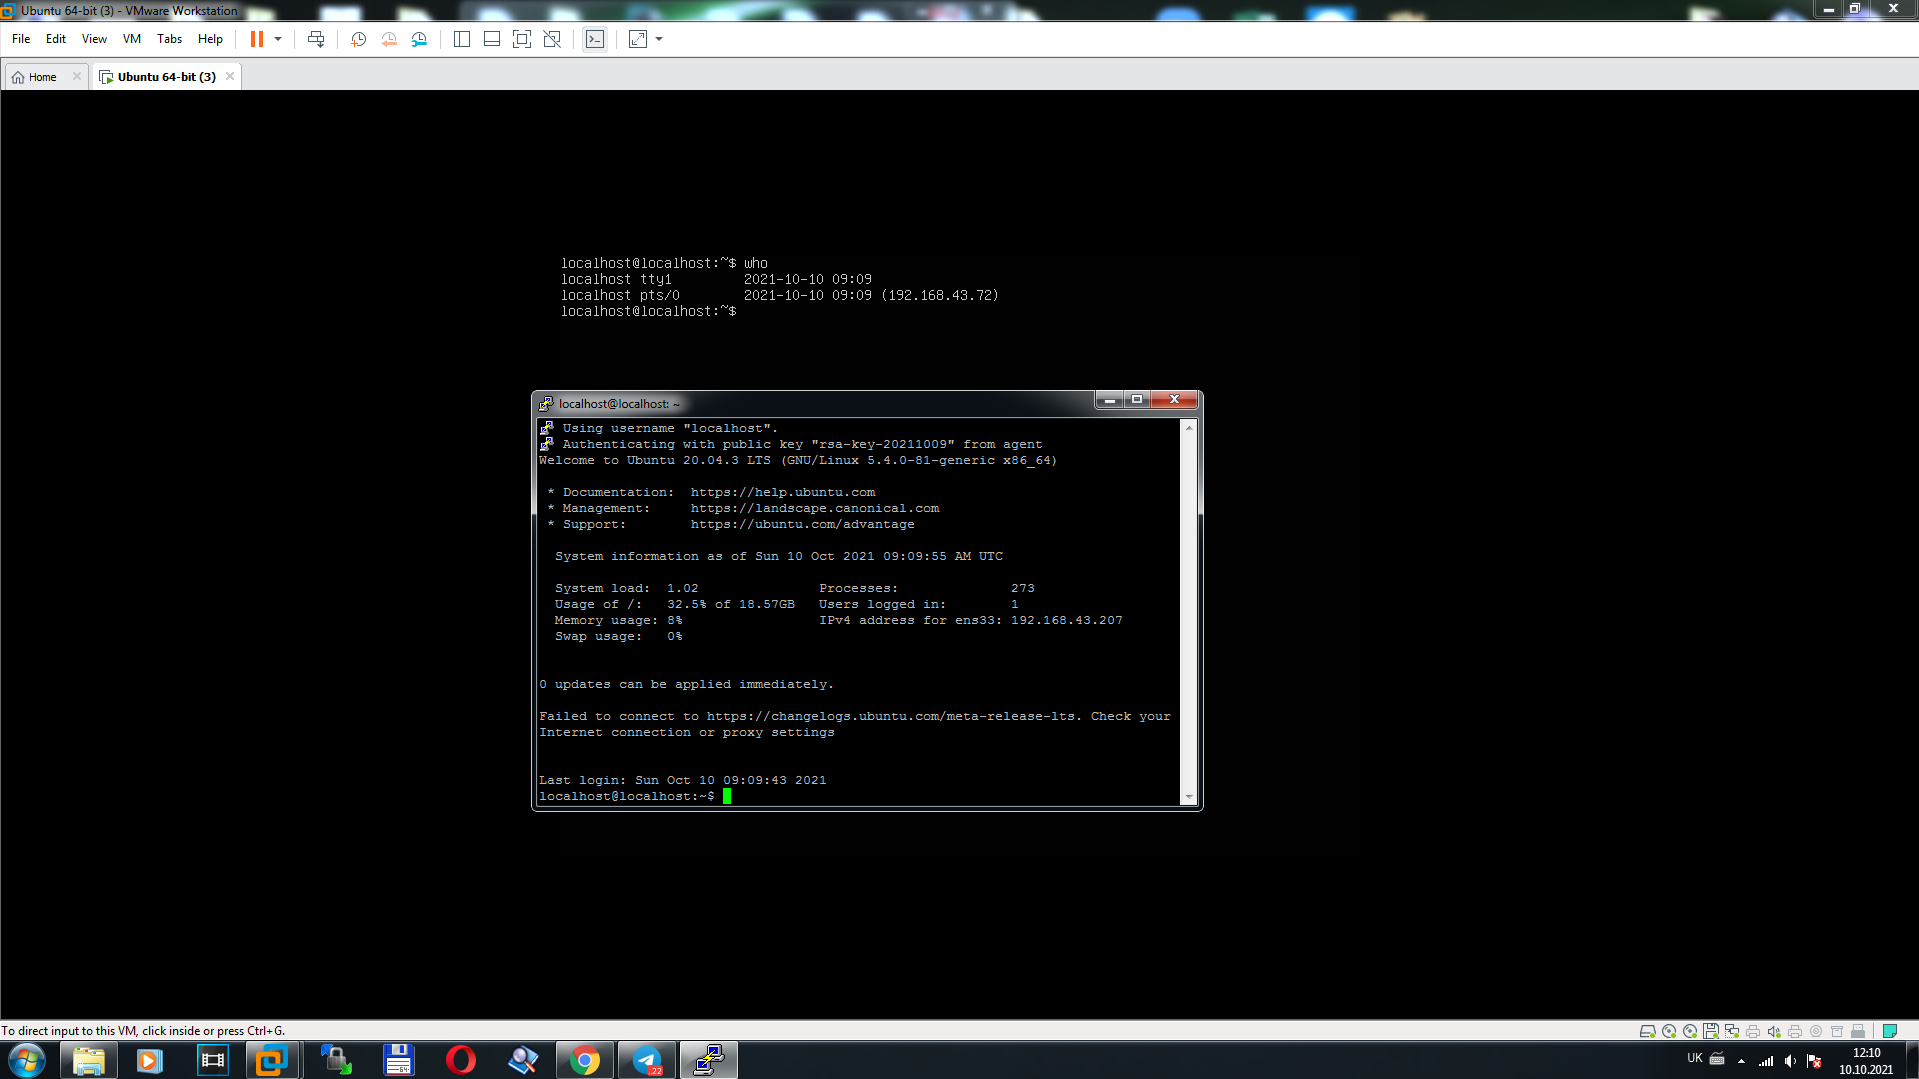 Ubuntu 64-bit (3) - VMware Workstation
File Edit View VM Tabs Help
Home
Ubuntu 64-bit (3)
localhost@localhost:~$ who
localhost tty1         2021-10-10 09:09
localhost pts/0        2021-10-10 09:09 (192.168.43.72)
localhost@localhost:~$
localhost@localhost: ~
Using username "localhost".
Authenticating with public key "rsa-key-20211009" from agent
Welcome to Ubuntu 20.04.3 LTS (GNU/Linux 5.4.0-81-generic x86_64)
* Documentation:  https://help.ubuntu.com
* Management:     https://landscape.canonical.com
* Support:        https://ubuntu.com/advantage
System information as of Sun 10 Oct 2021 09:09:55 AM UTC
System load:  1.02               Processes:              273
Usage of /:   32.5% of 18.57GB   Users logged in:        1
Memory usage: 8%                 IPv4 address for ens33: 192.168.43.207
Swap usage:   0%
0 updates can be applied immediately.
Failed to connect to https://changelogs.ubuntu.com/meta-release-lts. Check your
Internet connection or proxy settings
Last login: Sun Oct 10 09:09:43 2021
localhost@localhost:~$
To direct input to this VM, click inside or press Ctrl+G.
64
22
UK
12:10
10.10.2021